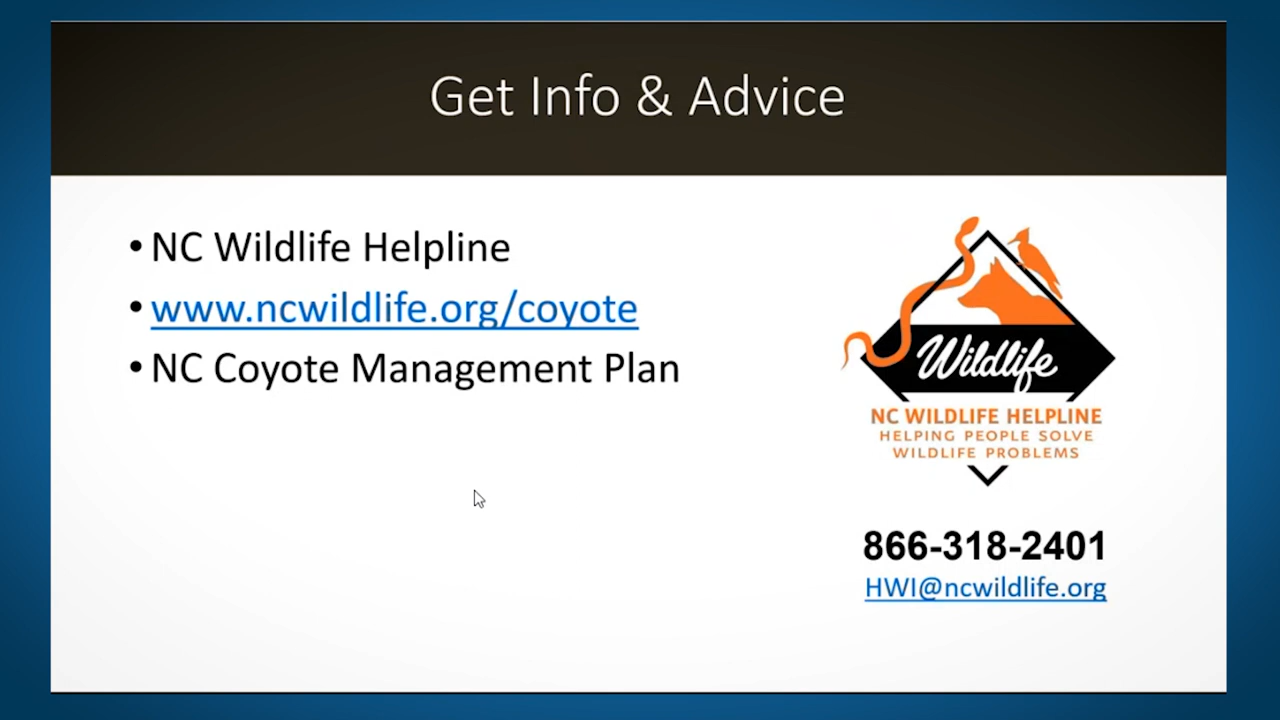 Get Info & Advice
• NC Wildlife Helpline
• www.ncwildlife.org/coyote
• NC Coyote Management Plan
Wildlife
NC WILDLIFE HELPLINE
HELPING PEOPLE SOLVE
WILDLIFE PROBLEMS
866-318-2401
HWI@ncwildlife.org